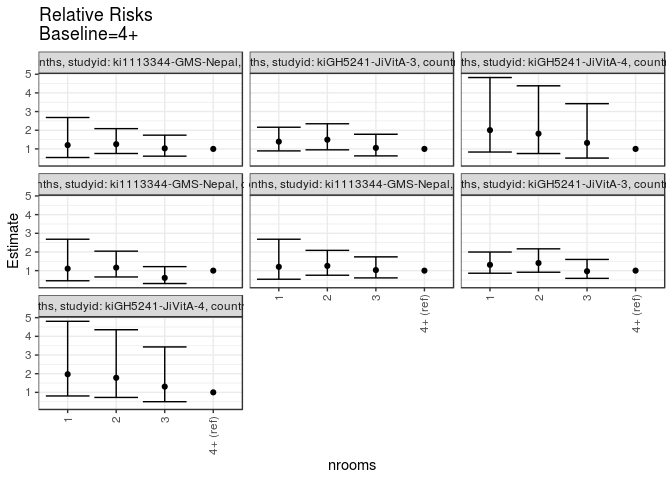 Relative Risks
Baseline=4+
nths, studyid: ki1113344-GMS-Nepal,
ths, studyid: kiGH5241-JiVitA-3, count
ths, studyid: kiGH5241-JiVitA-4, count
5
4
3
2
1
nths, studyid: ki1113344-GMS-Nepal, c
nths, studyid: ki1113344-GMS-Nepal,
ths, studyid: kiGH5241-JiVitA-3, count
5
4
3
2
1
ths, studyid: kiGH5241-JiVitA-4, count
5
4
3
2
1
Estimate
1
2
3
4+ (ref)
1
2
3
4+ (ref)
1
2
3
4+ (ref)
nrooms